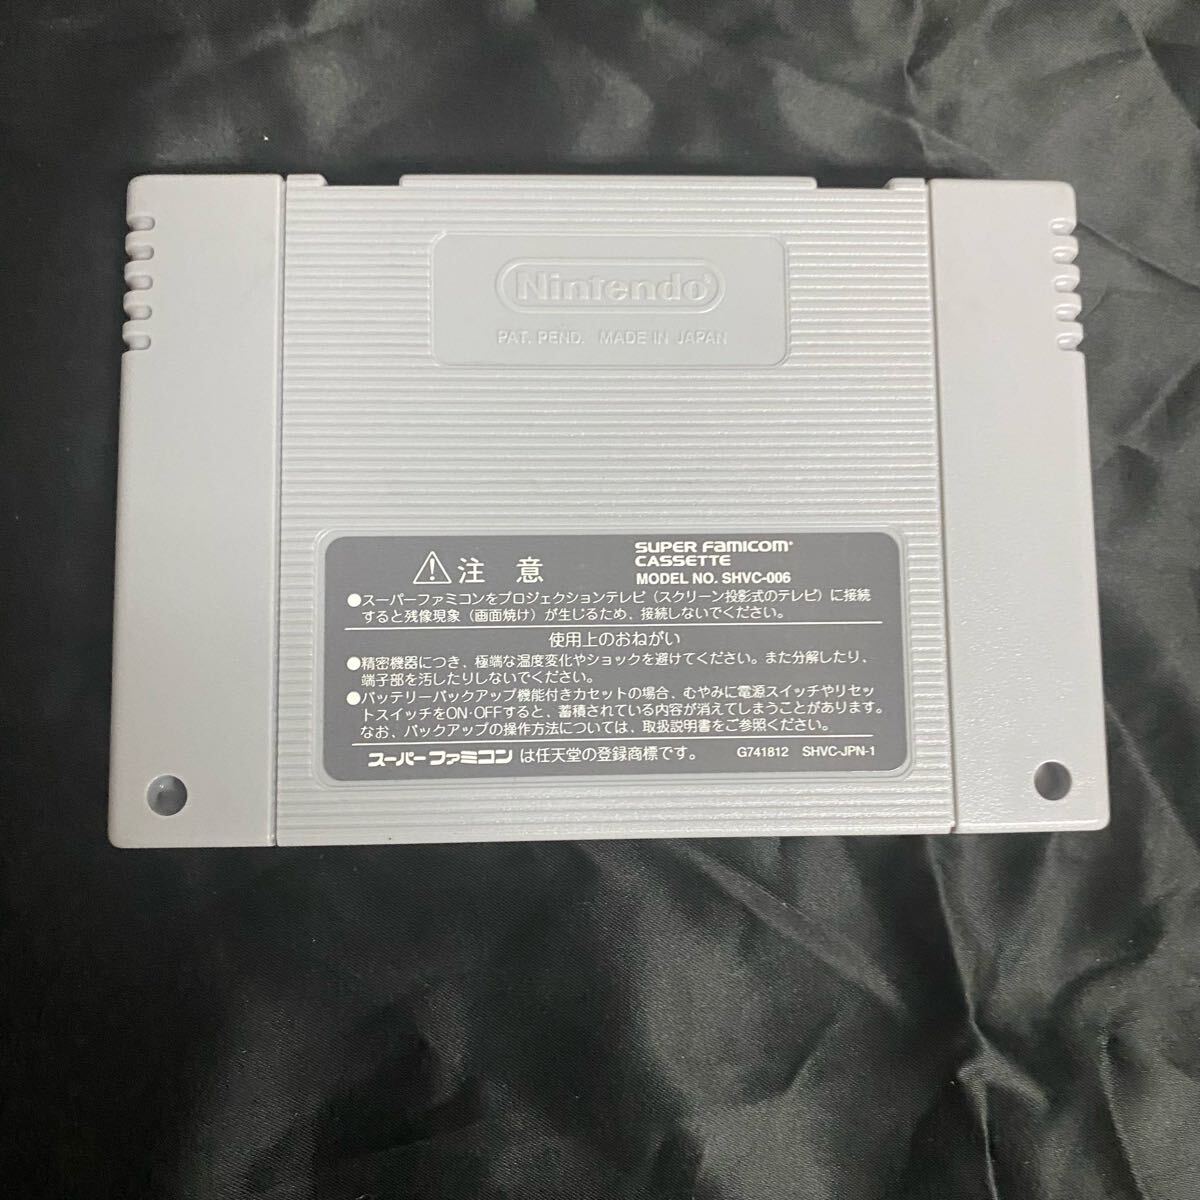 Nintendo®
PAT. PEND. MADE IN JAPAN
⚠注意
SUPER FAMICOM®
CASSETTE
MODEL NO. SHVC-006
●スーパーファミコンをプロジェクションテレビ（スクリーン投影式のテレビ）に接続
すると残像現象（画面焼け）が生じるため、接続しないでください。
使用上のおねがい
●精密機器につき、極端な温度変化やショックを避けてください。また分解したり、
端子部を汚したりしないでください。
●バッテリーバックアップ機能付きカセットの場合、むやみに電源スイッチやリセッ
トスイッチをON·OFFすると、蓄積されている内容が消えてしまうことがあります。
なお、バックアップの操作方法については、取扱説明書をご参照ください。
スーパーファミコンは任天堂の登録商標です。 G741812 SHVC-JPN-1